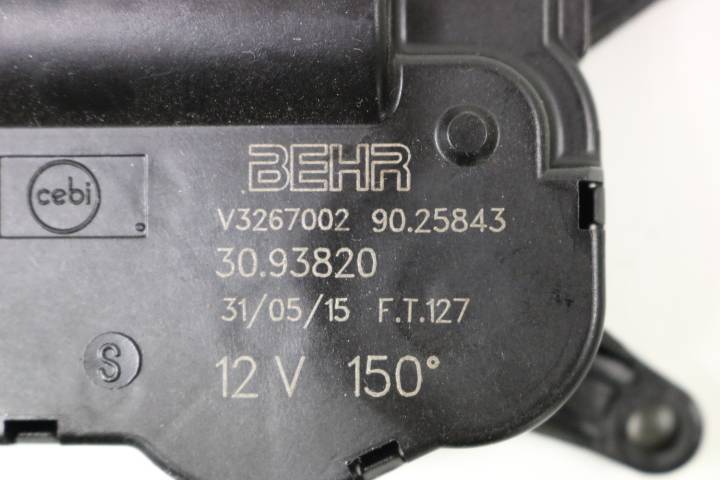 BEHR
cebi
V3267002 90.25843
30.93820
31/05/15 F.T.127
S
12 V 150°